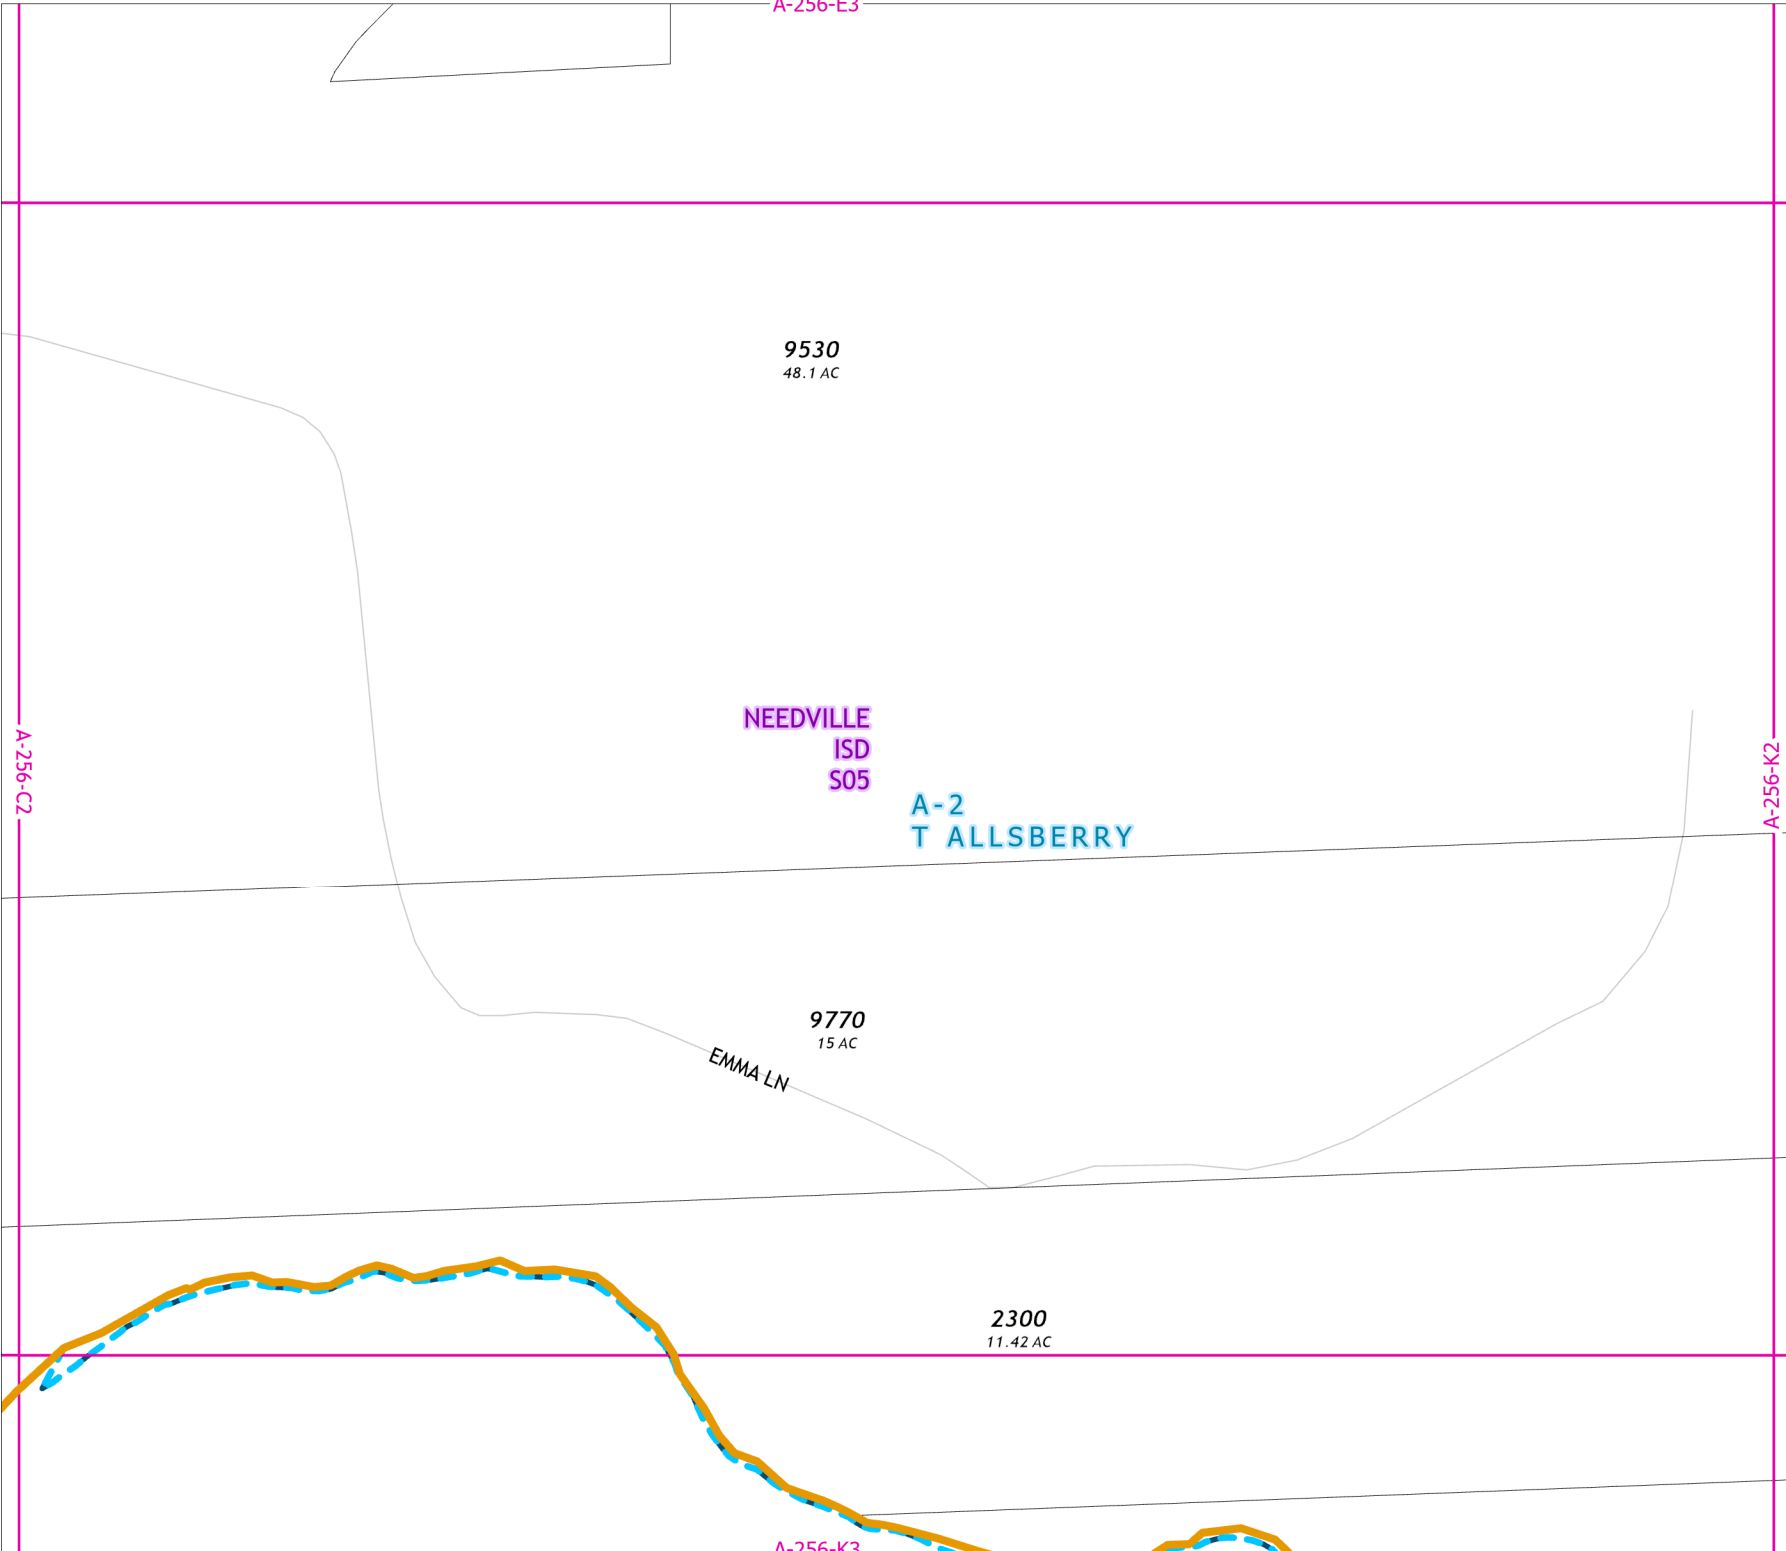 A-256-E3
9530
48.1 AC
NEEDVILLE
ISD
S05
A-2
T ALLSBERRY
A-256-C2
A-256-K2
9770
15 AC
EMMA LN
2300
11.42 AC
A-256-K3